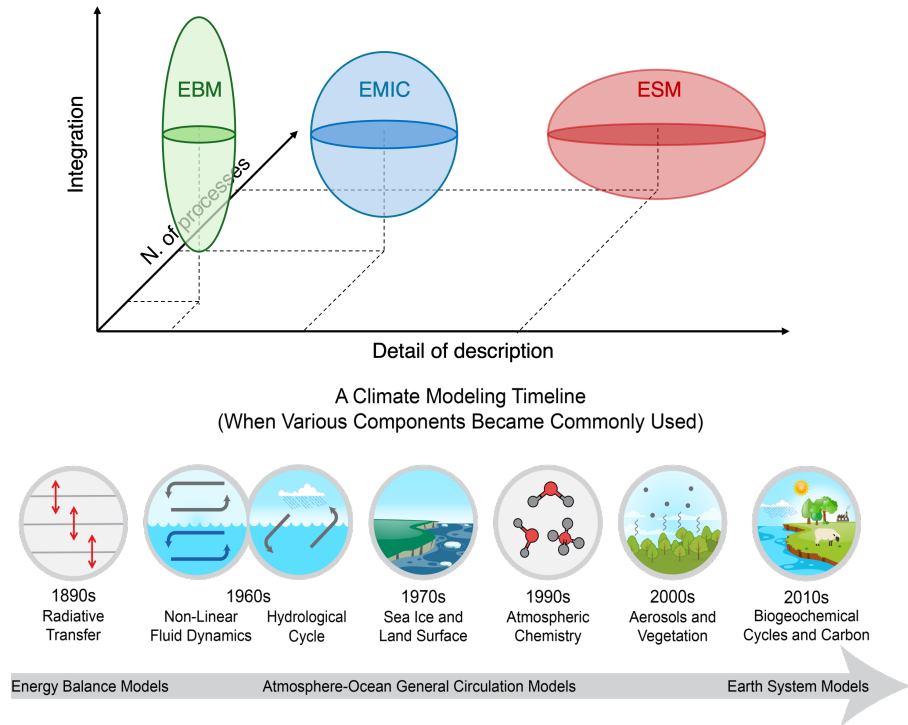 EBM
EMIC
ESM
Integration
N. of processes
Detail of description
A Climate Modeling Timeline
(When Various Components Became Commonly Used)
1890s
Radiative
Transfer
1960s
Non-Linear
Fluid Dynamics
Hydrological
Cycle
1970s
Sea Ice and
Land Surface
1990s
Atmospheric
Chemistry
2000s
Aerosols and
Vegetation
2010s
Biogeochemical
Cycles and Carbon
Energy Balance Models
Atmosphere-Ocean General Circulation Models
Earth System Models